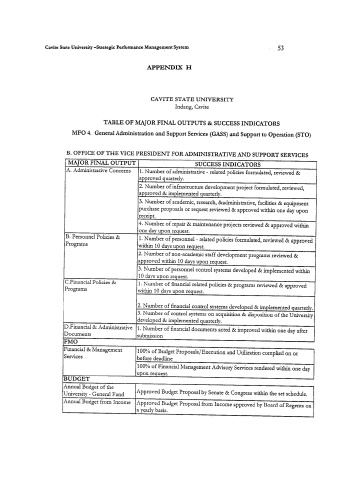 Cavite State University –Strategic Performance Management System
53
APPENDIX H
CAVITE STATE UNIVERSITY
Indang, Cavite
TABLE OF MAJOR FINAL OUTPUTS & SUCCESS INDICATORS
MFO 4. General Administration and Support Services (GASS) and Support to Operation (STO)
B. OFFICE OF THE VICE PRESIDENT FOR ADMINISTRATIVE AND SUPPORT SERVICES
MAJOR FINAL OUTPUT
SUCCESS INDICATORS
A. Administrative Concerns
1. Number of administrative - related policies formulated, reviewed &
approved quarterly.
2. Number of infrastructure development project formulated, reviewed,
approved & implemented quarterly.
3. Number of academic, research, &administrative, facilities & equipment
purchase proposals or request reviewed & approved within one day upon
receipt.
4. Number of repair & maintenance projects reviewed & approved within
one day upon request.
B. Personnel Policies &
Programs
1. Number of personnel - related policies formulated, reviewed & approved
within 10 days upon request.
2. Number of non-academic staff development programs reviewed &
approved within 10 days upon request.
3. Number of personnel control systems developed & implemented within
10 days upon request.
C.Financial Policies &
Programs
1. Number of financial related policies & programs reviewed & approved
within 10 days upon request.
2. Number of financial control systems developed & implemented quarterly.
3. Number of control systems on acquisition & disposition of the University
developed & implemented quarterly.
D.Financial & Administrative
Documents
1. Number of financial documents acted & improved within one day after
submission
FMO
Financial & Management
Services
100% of Budget Proposals/Execution and Utilization complied on or
before deadline
100% of Financial Management Advisory Services rendered within one day
upon request.
BUDGET
Annual Budget of the
University - General Fund
Approved Budget Proposal by Senate & Congress within the set schedule.
Annual Budget from Income
Approved Budget Proposal from Income approved by Board of Regents on
a yearly basis.